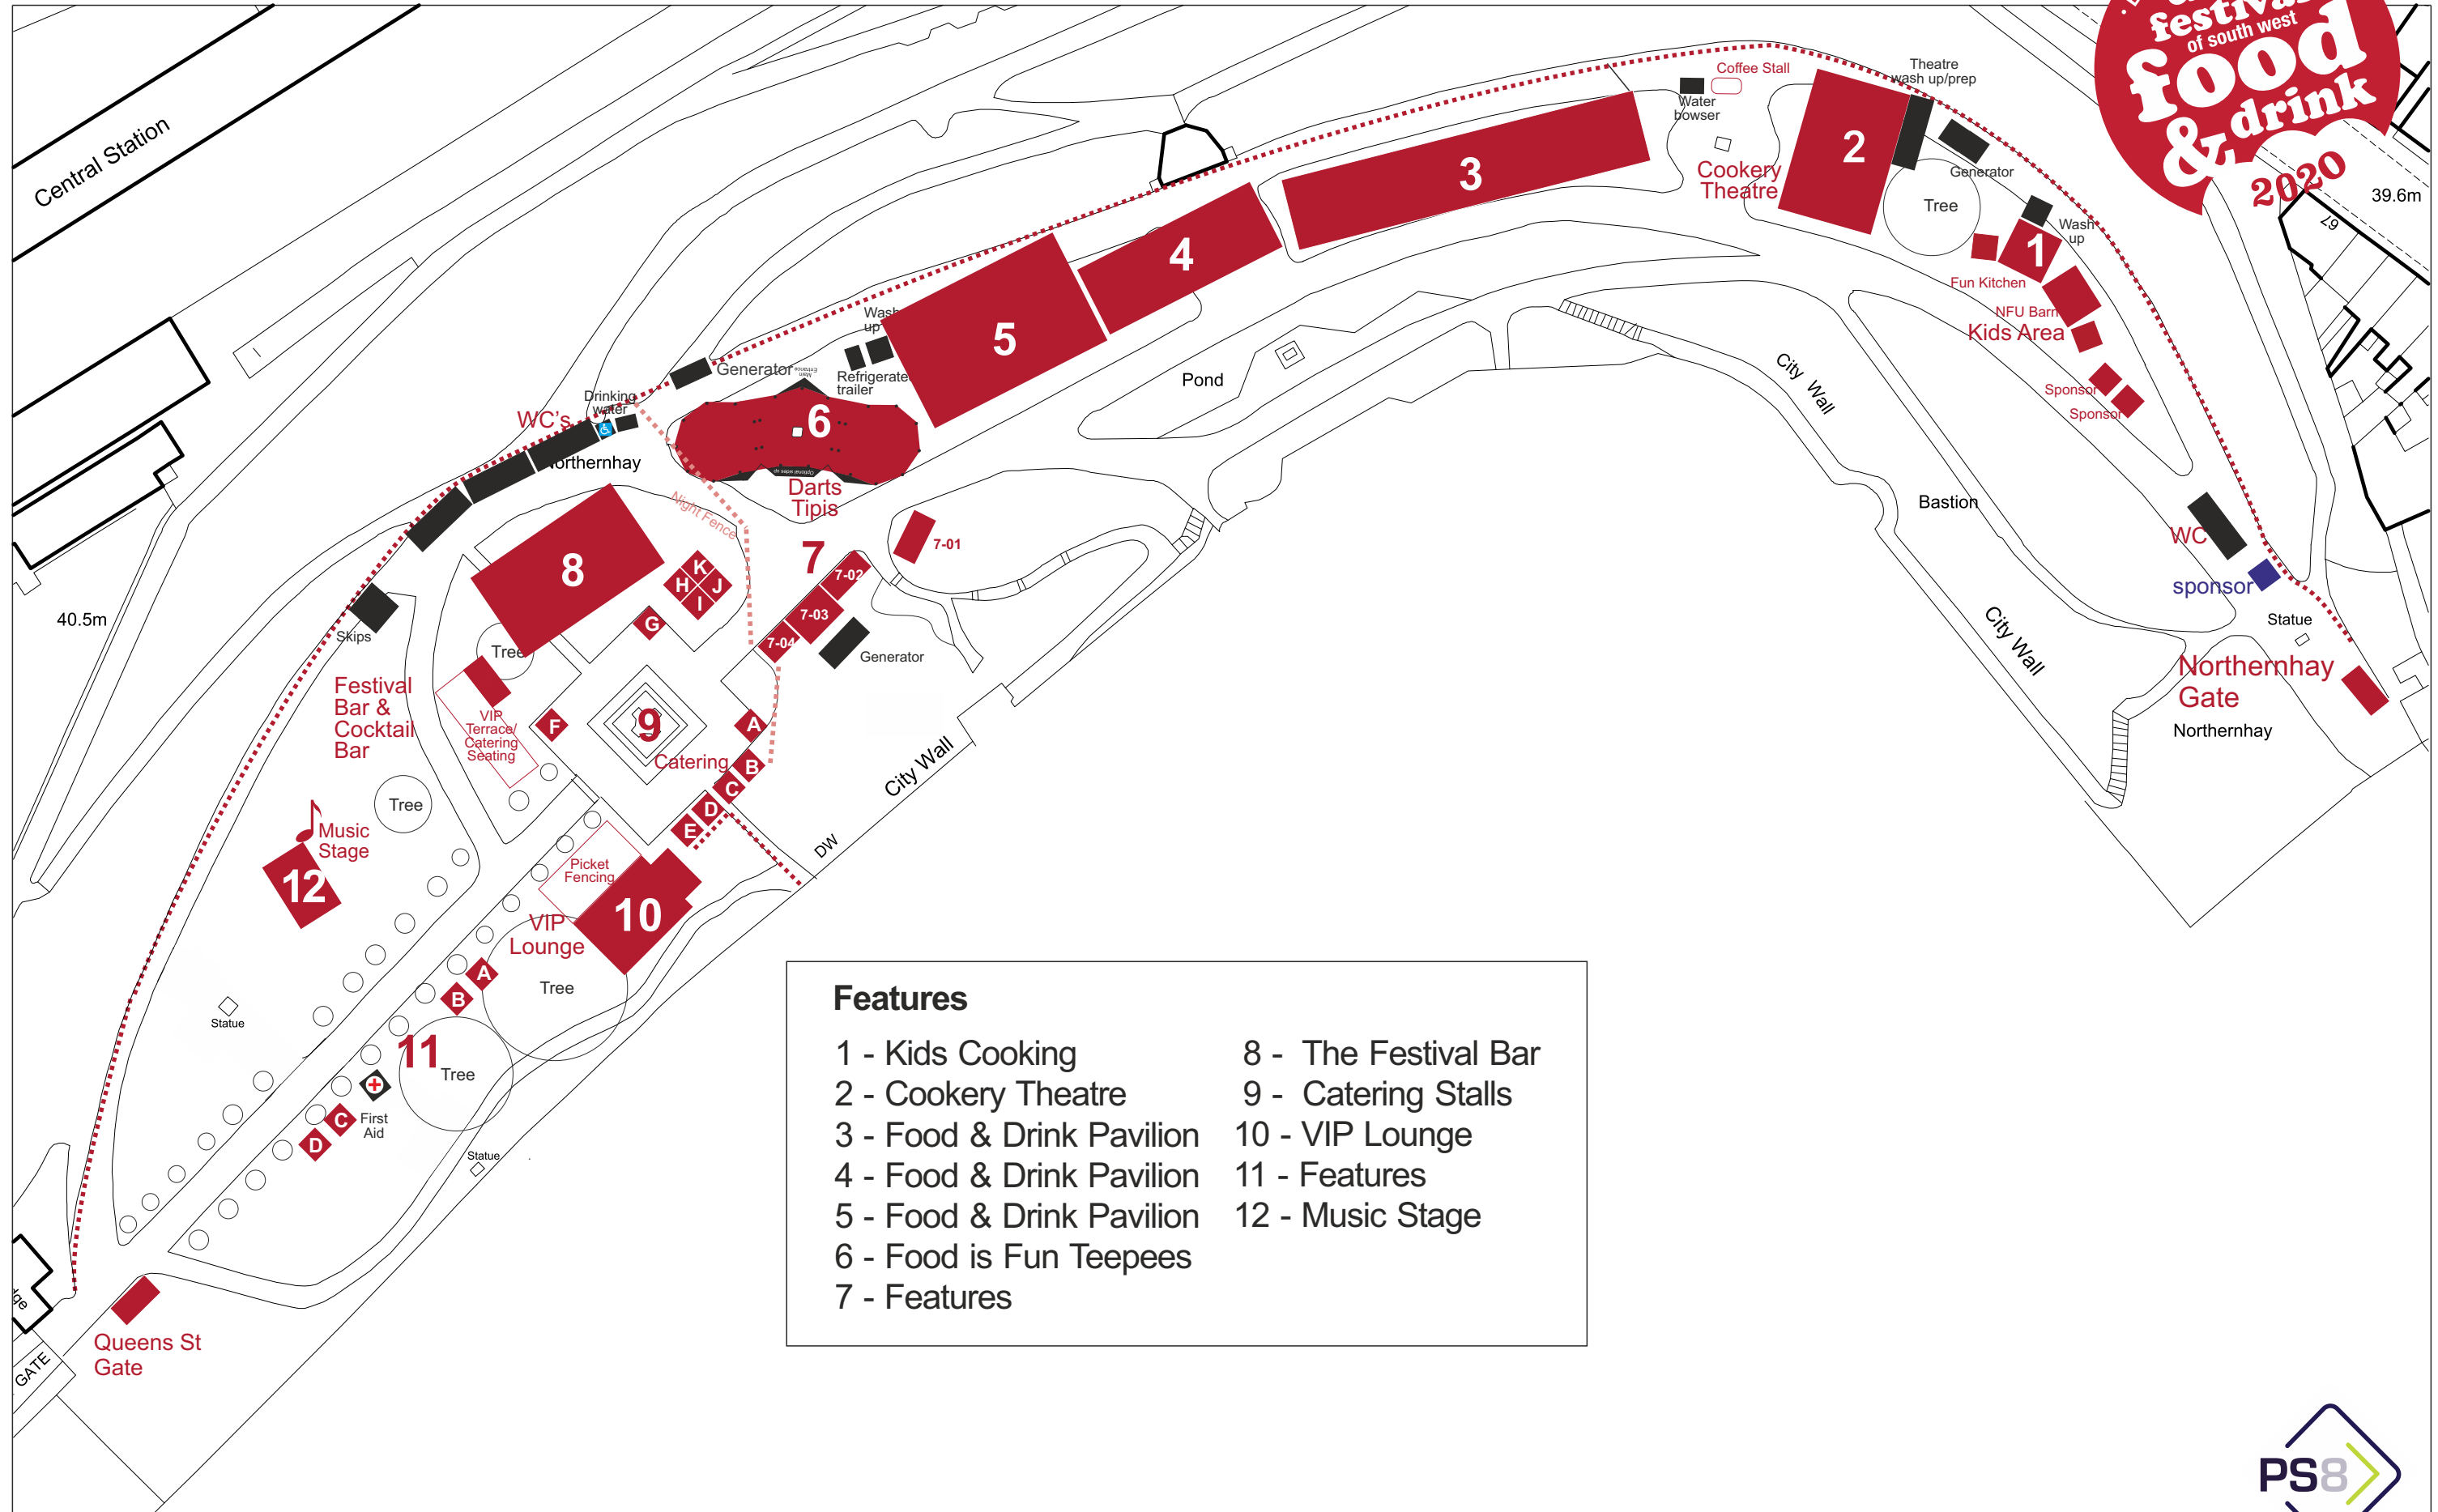 festival
of south west
food
& drink
2020
Central Station
39.6m
67
Coffee Stall
Water
bowser
Theatre
wash up/prep
2
3
Cookery
Theatre
Generator
Tree
Wash
up
1
4
Fun Kitchen
NFU Barn
Kids Area
Sponsor
Sponsor
5
Wash
up
Generator
Main
Entrance
Refrigerate
trailer
Pond
City Wall
Drinking
water
WC's
6
Optional sides up
Northernhay
Darts
Tipis
Night Fence
Bastion
WC
sponsor
Statue
Northernhay
Gate
Northernhay
City Wall
7
7-01
7-02
7-03
7-04
Generator
8
K
H
J
I
G
40.5m
Skips
Tree
Festival
Bar &
Cocktail
Bar
VIP
Terrace/
Catering
Seating
F
9
A
Catering
B
C
D
E
City Wall
DW
Tree
Music
Stage
12
Picket
Fencing
10
VIP
Lounge
A
B
Tree
Statue
11
Tree
First
Aid
C
D
Statue
Queens St
Gate
GATE
Features
1 - Kids Cooking
2 - Cookery Theatre
3 - Food & Drink Pavilion
4 - Food & Drink Pavilion
5 - Food & Drink Pavilion
6 - Food is Fun Teepees
7 - Features
8 - The Festival Bar
9 - Catering Stalls
10 - VIP Lounge
11 - Features
12 - Music Stage
PS8